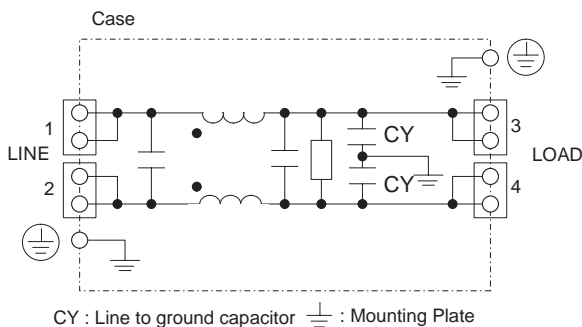 Case
1
3
CY
LINE
LOAD
CY
2
4
CY : Line to ground capacitor : Mounting Plate